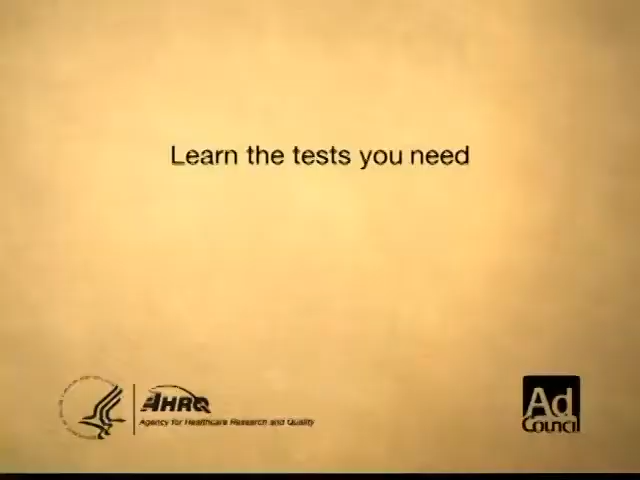 Learn the tests you need
AHRQ
Agency for Healthcare Research and Quality
Ad
Council